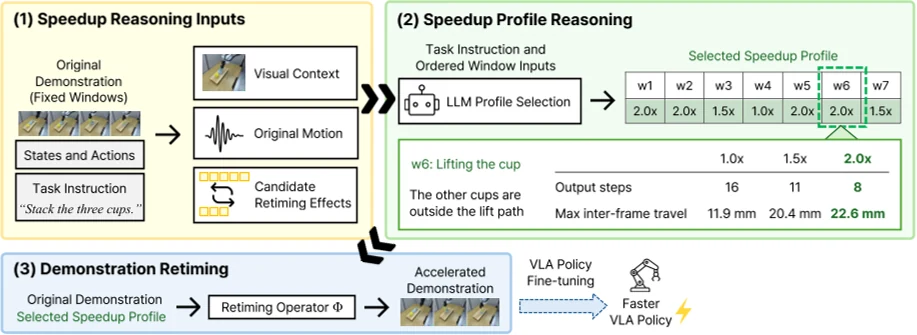 (1) Speedup Reasoning Inputs
Original
Demonstration
(Fixed Windows)
States and Actions
Task Instruction
“Stack the three cups.”
Visual Context
Original Motion
Candidate
Retiming Effects
(2) Speedup Profile Reasoning
Task Instruction and
Ordered Window Inputs
LLM Profile Selection
Selected Speedup Profile
w1 w2 w3 w4 w5 w6 w7
2.0x 2.0x 1.5x 1.0x 2.0x 2.0x 1.5x
w6: Lifting the cup
The other cups are
outside the lift path
1.0x 1.5x 2.0x
Output steps 16 11 8
Max inter-frame travel 11.9 mm 20.4 mm 22.6 mm
(3) Demonstration Retiming
Original Demonstration
Selected Speedup Profile
Retiming Operator Φ
Accelerated
Demonstration
VLA Policy
Fine-tuning
Faster
VLA Policy